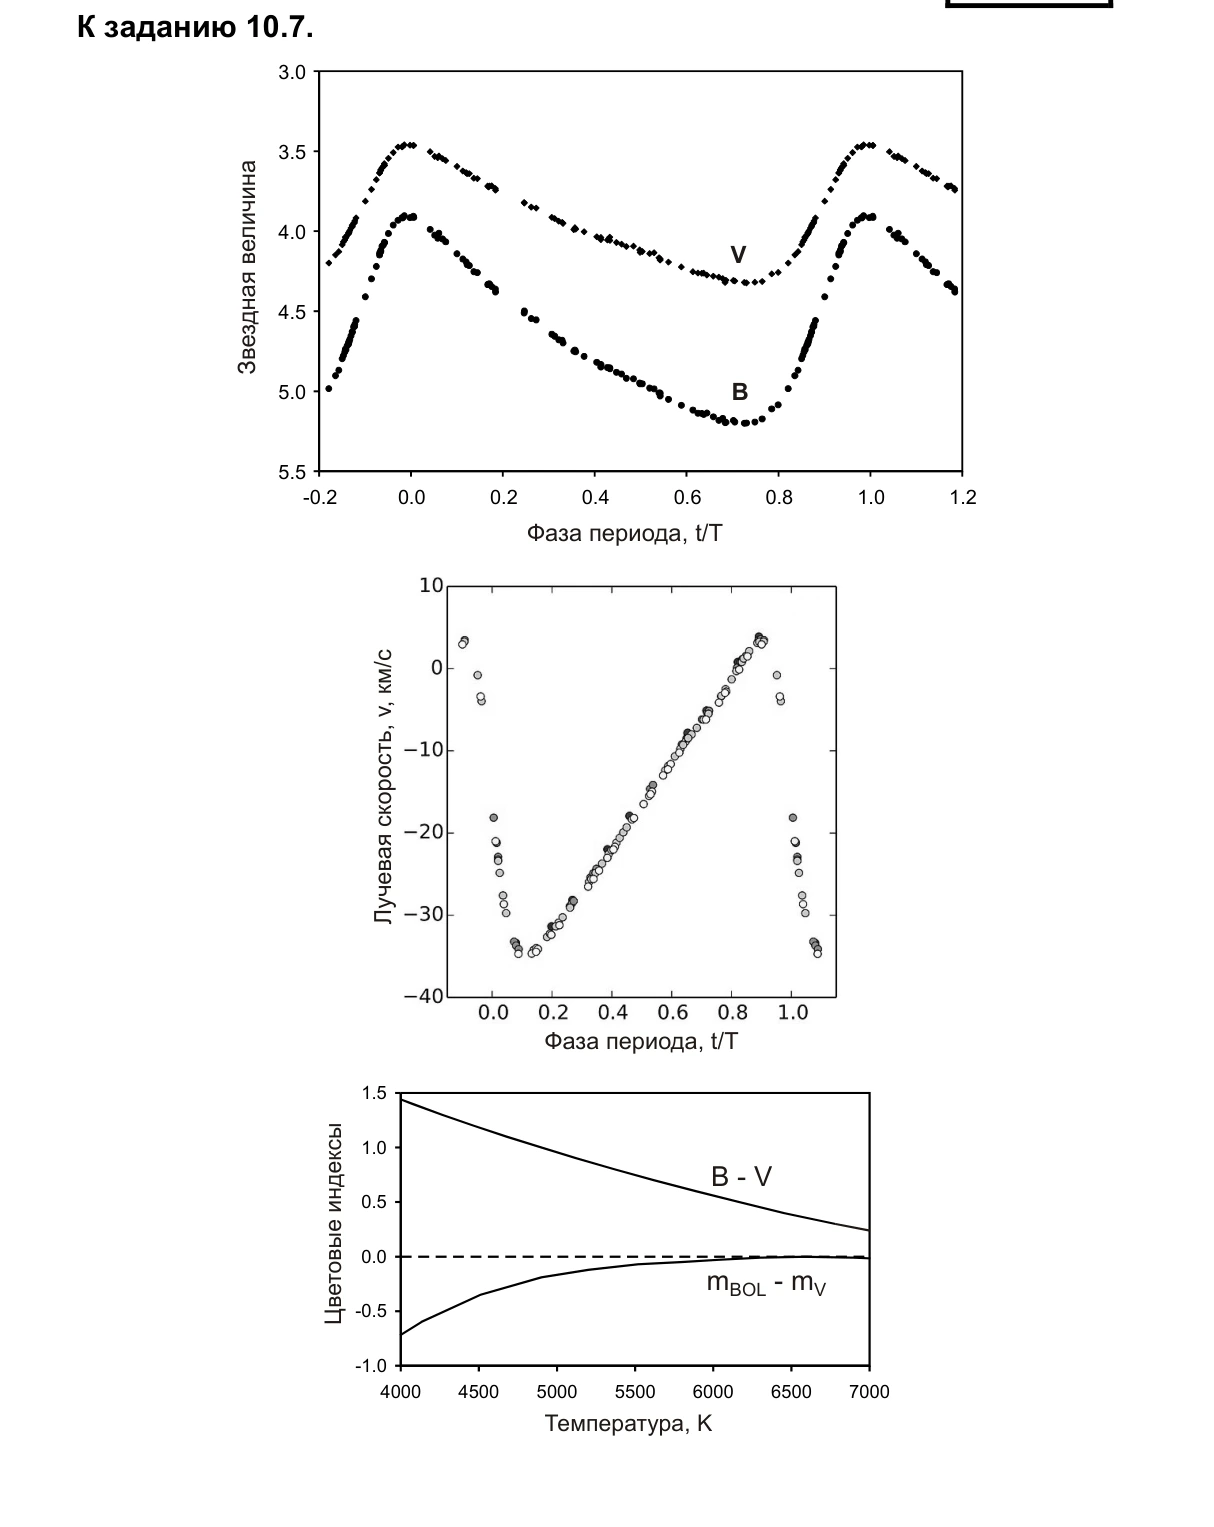 К заданию 10.7.
3.0
3.5
4.0
4.5
5.0
5.5
Звездная величина
V
B
-0.2 0.0 0.2 0.4 0.6 0.8 1.0 1.2
Фаза периода, t/T
10
0
−10
−20
−30
−40
Лучевая скорость, v, км/с
0.0 0.2 0.4 0.6 0.8 1.0
Фаза периода, t/T
1.5
1.0
0.5
0.0
-0.5
-1.0
Цветовые индексы
B - V
mBOL - mV
4000 4500 5000 5500 6000 6500 7000
Температура, K